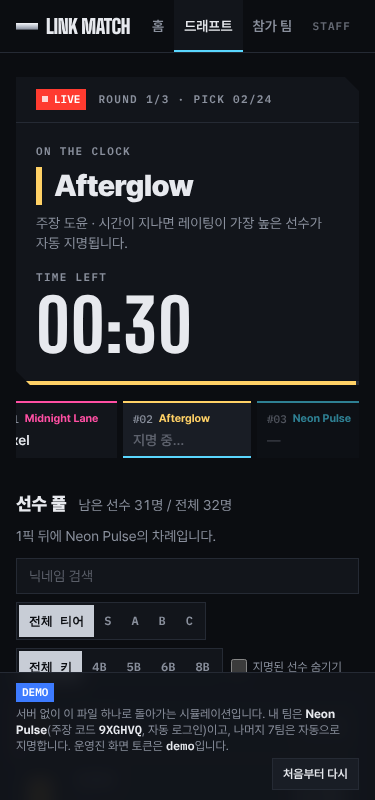 LINK MATCH 홈 드래프트 참가 팀 STAFF
LIVE ROUND 1/3 · PICK 02/24
ON THE CLOCK
Afterglow
주장 도윤 · 시간이 지나면 레이팅이 가장 높은 선수가
자동 지명됩니다.
TIME LEFT
00:30
Midnight Lane #02 Afterglow #03 Neon Pulse
지명 중... —
선수 풀 남은 선수 31명 / 전체 32명
1픽 뒤에 Neon Pulse의 차례입니다.
닉네임 검색
전체 티어 S A B C
전체 키 4B 5B 6B 8B 지명된 선수 숨기기
DEMO
서버 없이 이 파일 하나로 돌아가는 시뮬레이션입니다. 내 팀은 Neon
Pulse(주장 코드 9XGHVQ, 자동 로그인)이고, 나머지 7팀은 자동으로
지명합니다. 운영진 화면 토큰은 demo입니다.
처음부터 다시